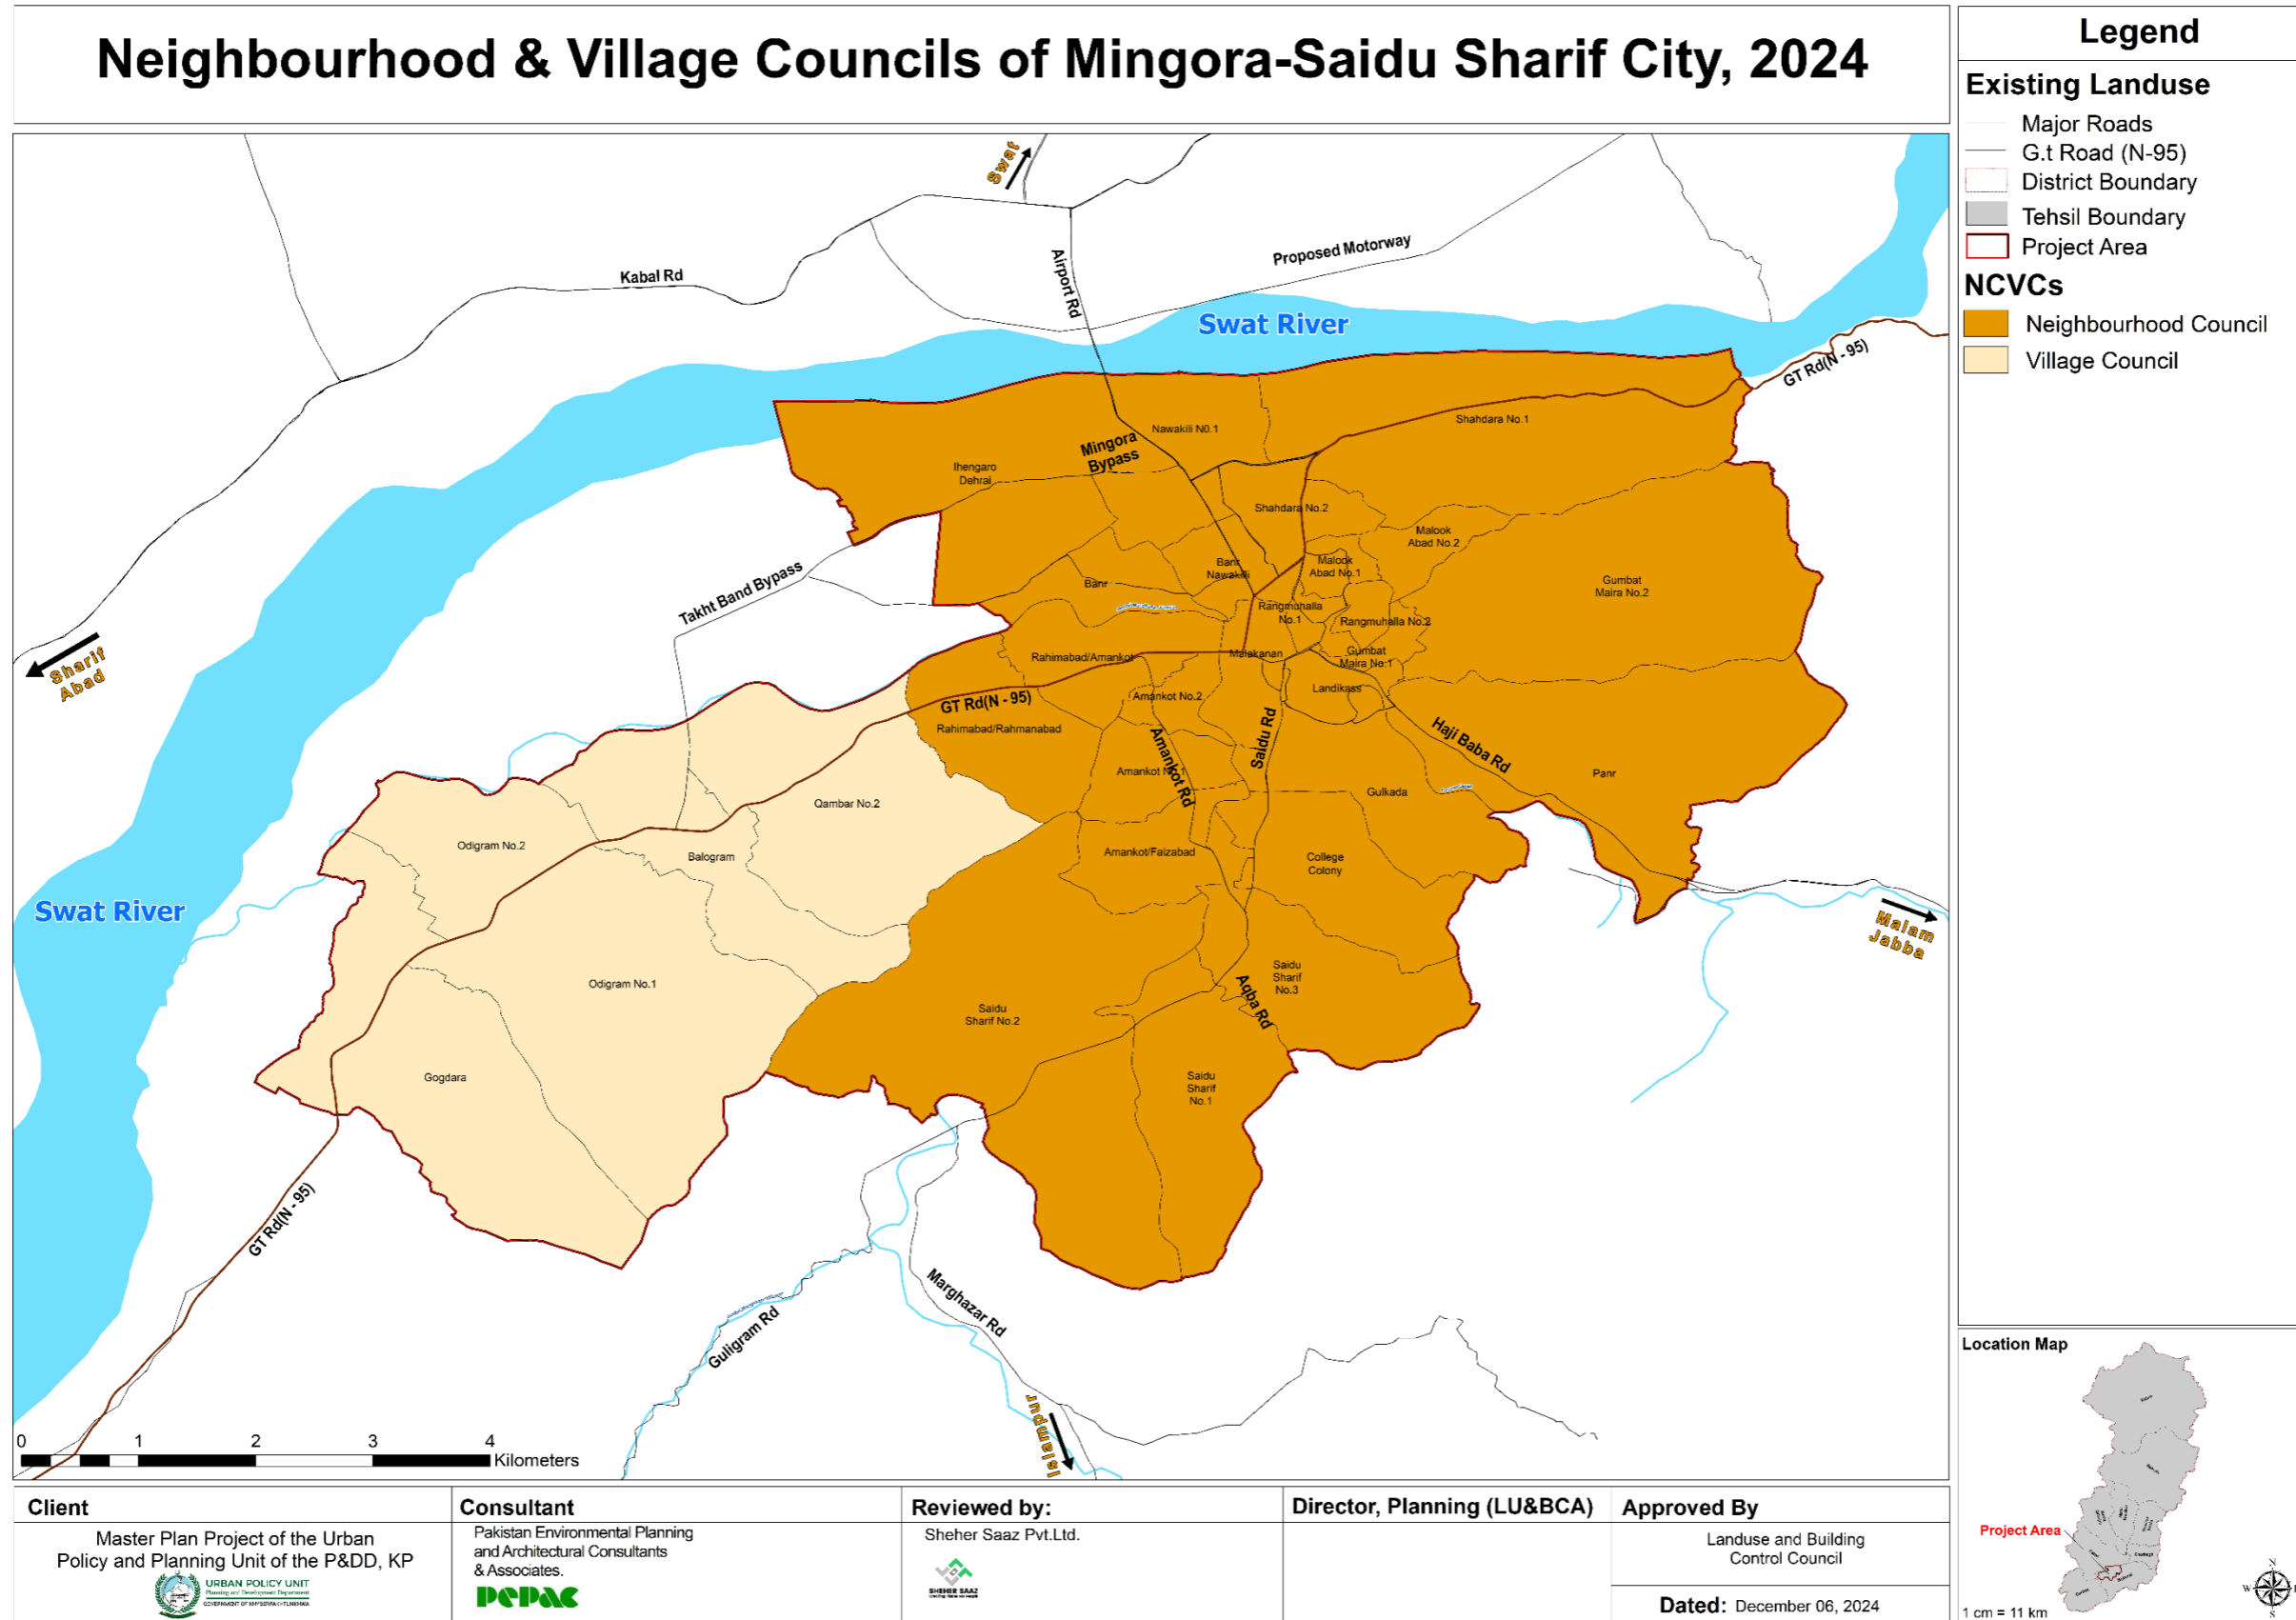 Neighbourhood & Village Councils of Mingora-Saidu Sharif City, 2024
Legend
Existing Landuse
Major Roads
G.t Road (N-95)
District Boundary
Tehsil Boundary
Project Area
NCVCs
Neighbourhood Council
Village Council
Swat
Kabal Rd
Airport Rd
Proposed Motorway
Swat River
GT Rd(N - 95)
Nawakili N0.1
Shahdara No.1
Mingora
Bypass
Ihengaro
Dehrai
Shahdara No.2
Malook
Abad No.2
Banr
Nawakili
Malook
Abad No.1
Gumbat
Maira No.2
Banr
Takht Band Bypass
Rangmuhalla
No.1
Rangmuhalla No.2
Sharif
Abad
Rahimabad/Amankot
Malakanan
Gumbat
Maira No.1
Landikass
Amankot No.2
GT Rd(N - 95)
Rahimabad/Rahmanabad
Saidu Rd
Haji Baba Rd
Amankot No.1
Amankot Rd
Panr
Gulkada
Qambar No.2
Odigram No.2
Balogram
Amankot/Faizabad
College
Colony
Swat River
Malam
Jabba
Odigram No.1
Saidu
Sharif
No.3
Aqba Rd
Saidu
Sharif No.2
Gogdara
Saidu
Sharif
No.1
GT Rd(N - 95)
Marghazar Rd
Guligram Rd
Islampur
0 1 2 3 4
Kilometers
Location Map
Project Area
N
W
S
1 cm = 11 km
Client
Master Plan Project of the Urban
Policy and Planning Unit of the P&DD, KP
URBAN POLICY UNIT
Planning and Development Department
GOVERNMENT OF KHYBER PAKHTUNKHWA
Consultant
Pakistan Environmental Planning
and Architectural Consultants
& Associates.
PEPAC
Reviewed by:
Sheher Saaz Pvt.Ltd.
SHEHER SAAZ
Director, Planning (LU&BCA)
Approved By
Landuse and Building
Control Council
Dated: December 06, 2024